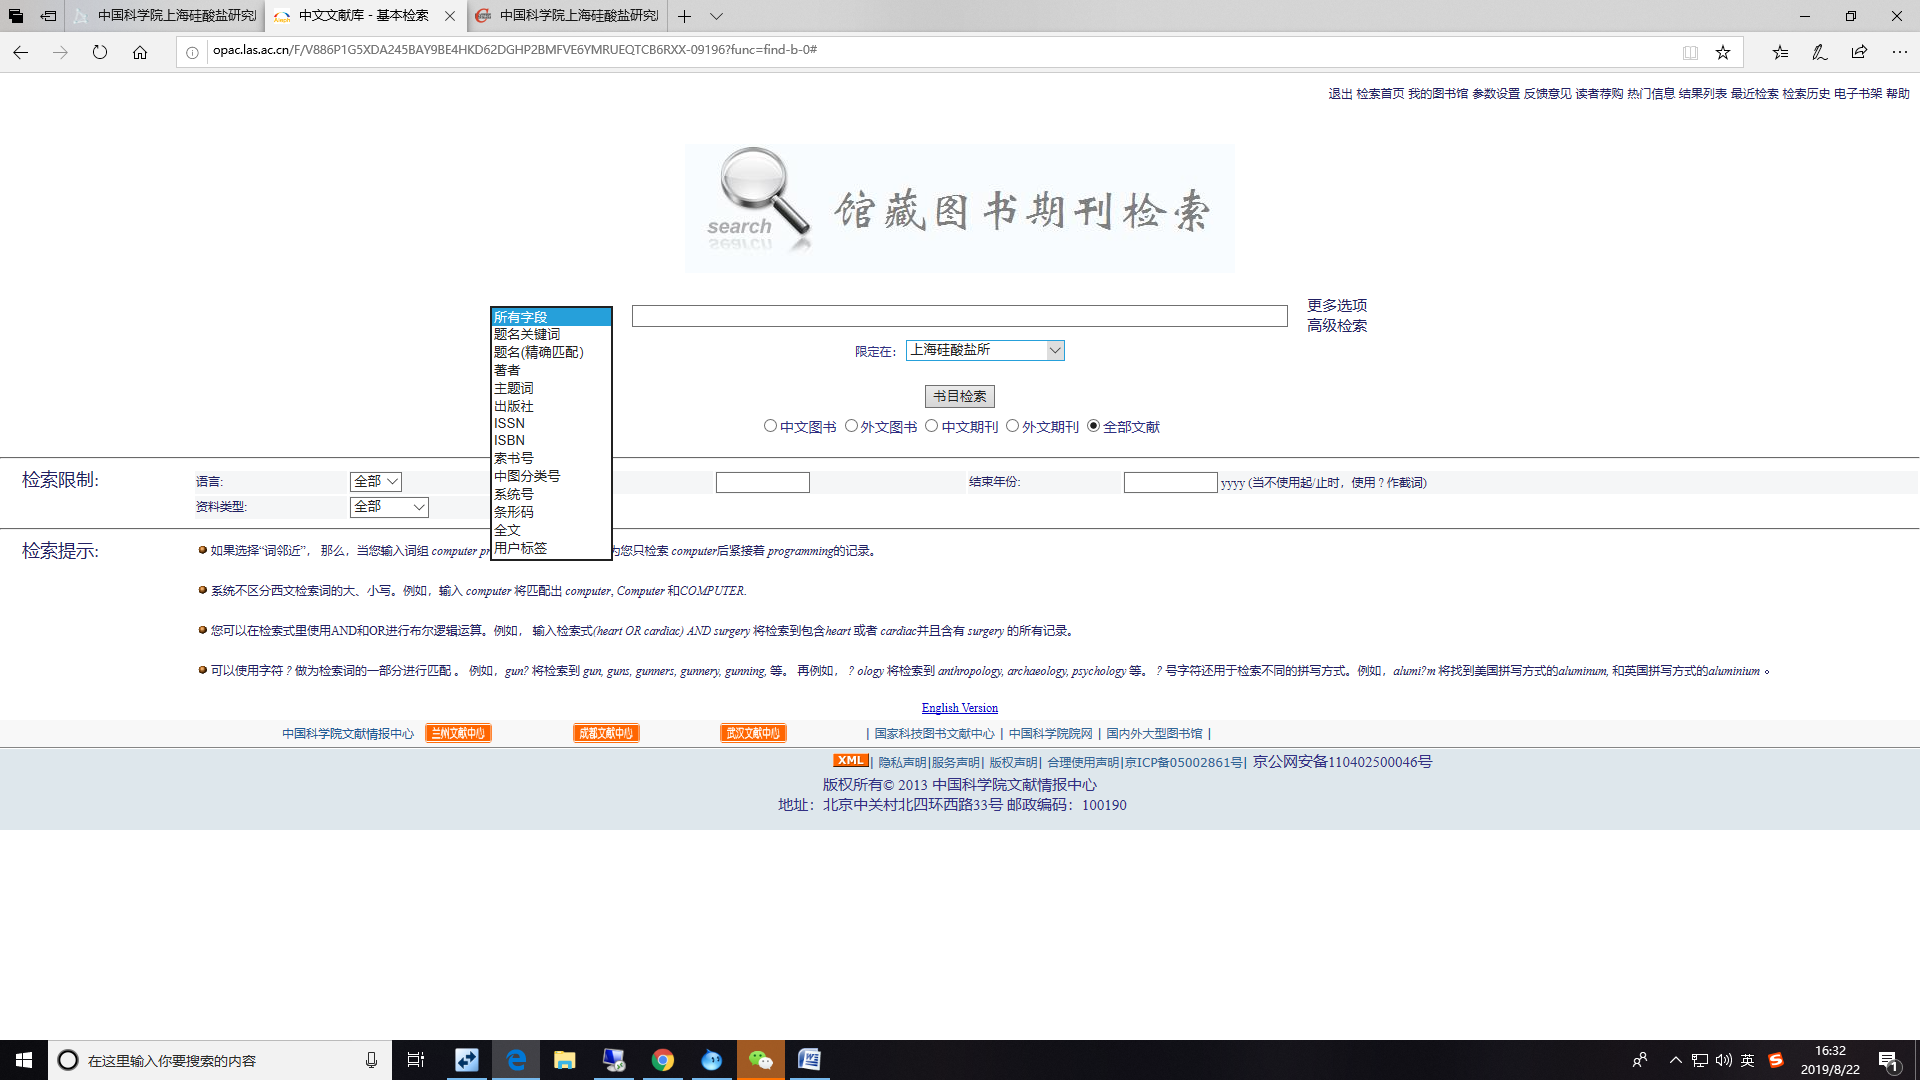 中国科学院上海硅酸盐研究所
中文文献库 - 基本检索
中国科学院上海硅酸盐研究所
opac.las.ac.cn/F/V886P1G5XDA245BAY9BE4HKD62DGHP2BMFVE6YMRUEQTCB6RXX-09196?func=find-b-0#
退出 检索首页 我的图书馆 参数设置 反馈意见 读者荐购 热门信息 结果列表 最近检索 检索历史 电子书架 帮助
search
馆藏图书期刊检索
所有字段
题名关键词
题名(精确匹配)
著者
主题词
出版社
ISSN
ISBN
索书号
中图分类号
系统号
条形码
全文
用户标签
更多选项
高级检索
限定在: 上海硅酸盐所
书目检索
中文图书 外文图书 中文期刊 外文期刊 全部文献
检索限制:
语言: 全部
结束年份: yyyy (当不使用起/止时，使用 ? 作截词)
资料类型: 全部
检索提示:
如果选择“词邻近”， 那么，当您输入词组 computer pr 为您只检索 computer后紧接着 programming的记录。
系统不区分西文检索词的大、小写。例如，输入 computer 将匹配出 computer, Computer 和COMPUTER.
您可以在检索式里使用AND和OR进行布尔逻辑运算。例如， 输入检索式(heart OR cardiac) AND surgery 将检索到包含heart 或者 cardiac并且含有 surgery 的所有记录。
可以使用字符 ? 做为检索词的一部分进行匹配 。 例如，gun? 将检索到 gun, guns, gunners, gunnery, gunning, 等。 再例如， ? ology 将检索到 anthropology, archaeology, psychology 等。 ? 号字符还用于检索不同的拼写方式。例如，alumi?m 将找到美国拼写方式的aluminum, 和英国拼写方式的aluminium 。
English Version
中国科学院文献情报中心 兰州文献中心 成都文献中心 武汉文献中心 | 国家科技图书文献中心 | 中国科学院院网 | 国内外大型图书馆 |
XML | 隐私声明|服务声明| 版权声明| 合理使用声明|京ICP备05002861号| 京公网安备110402500046号
版权所有© 2013 中国科学院文献情报中心
地址：北京中关村北四环西路33号 邮政编码：100190
在这里输入你要搜索的内容
英
16:32
2019/8/22
1